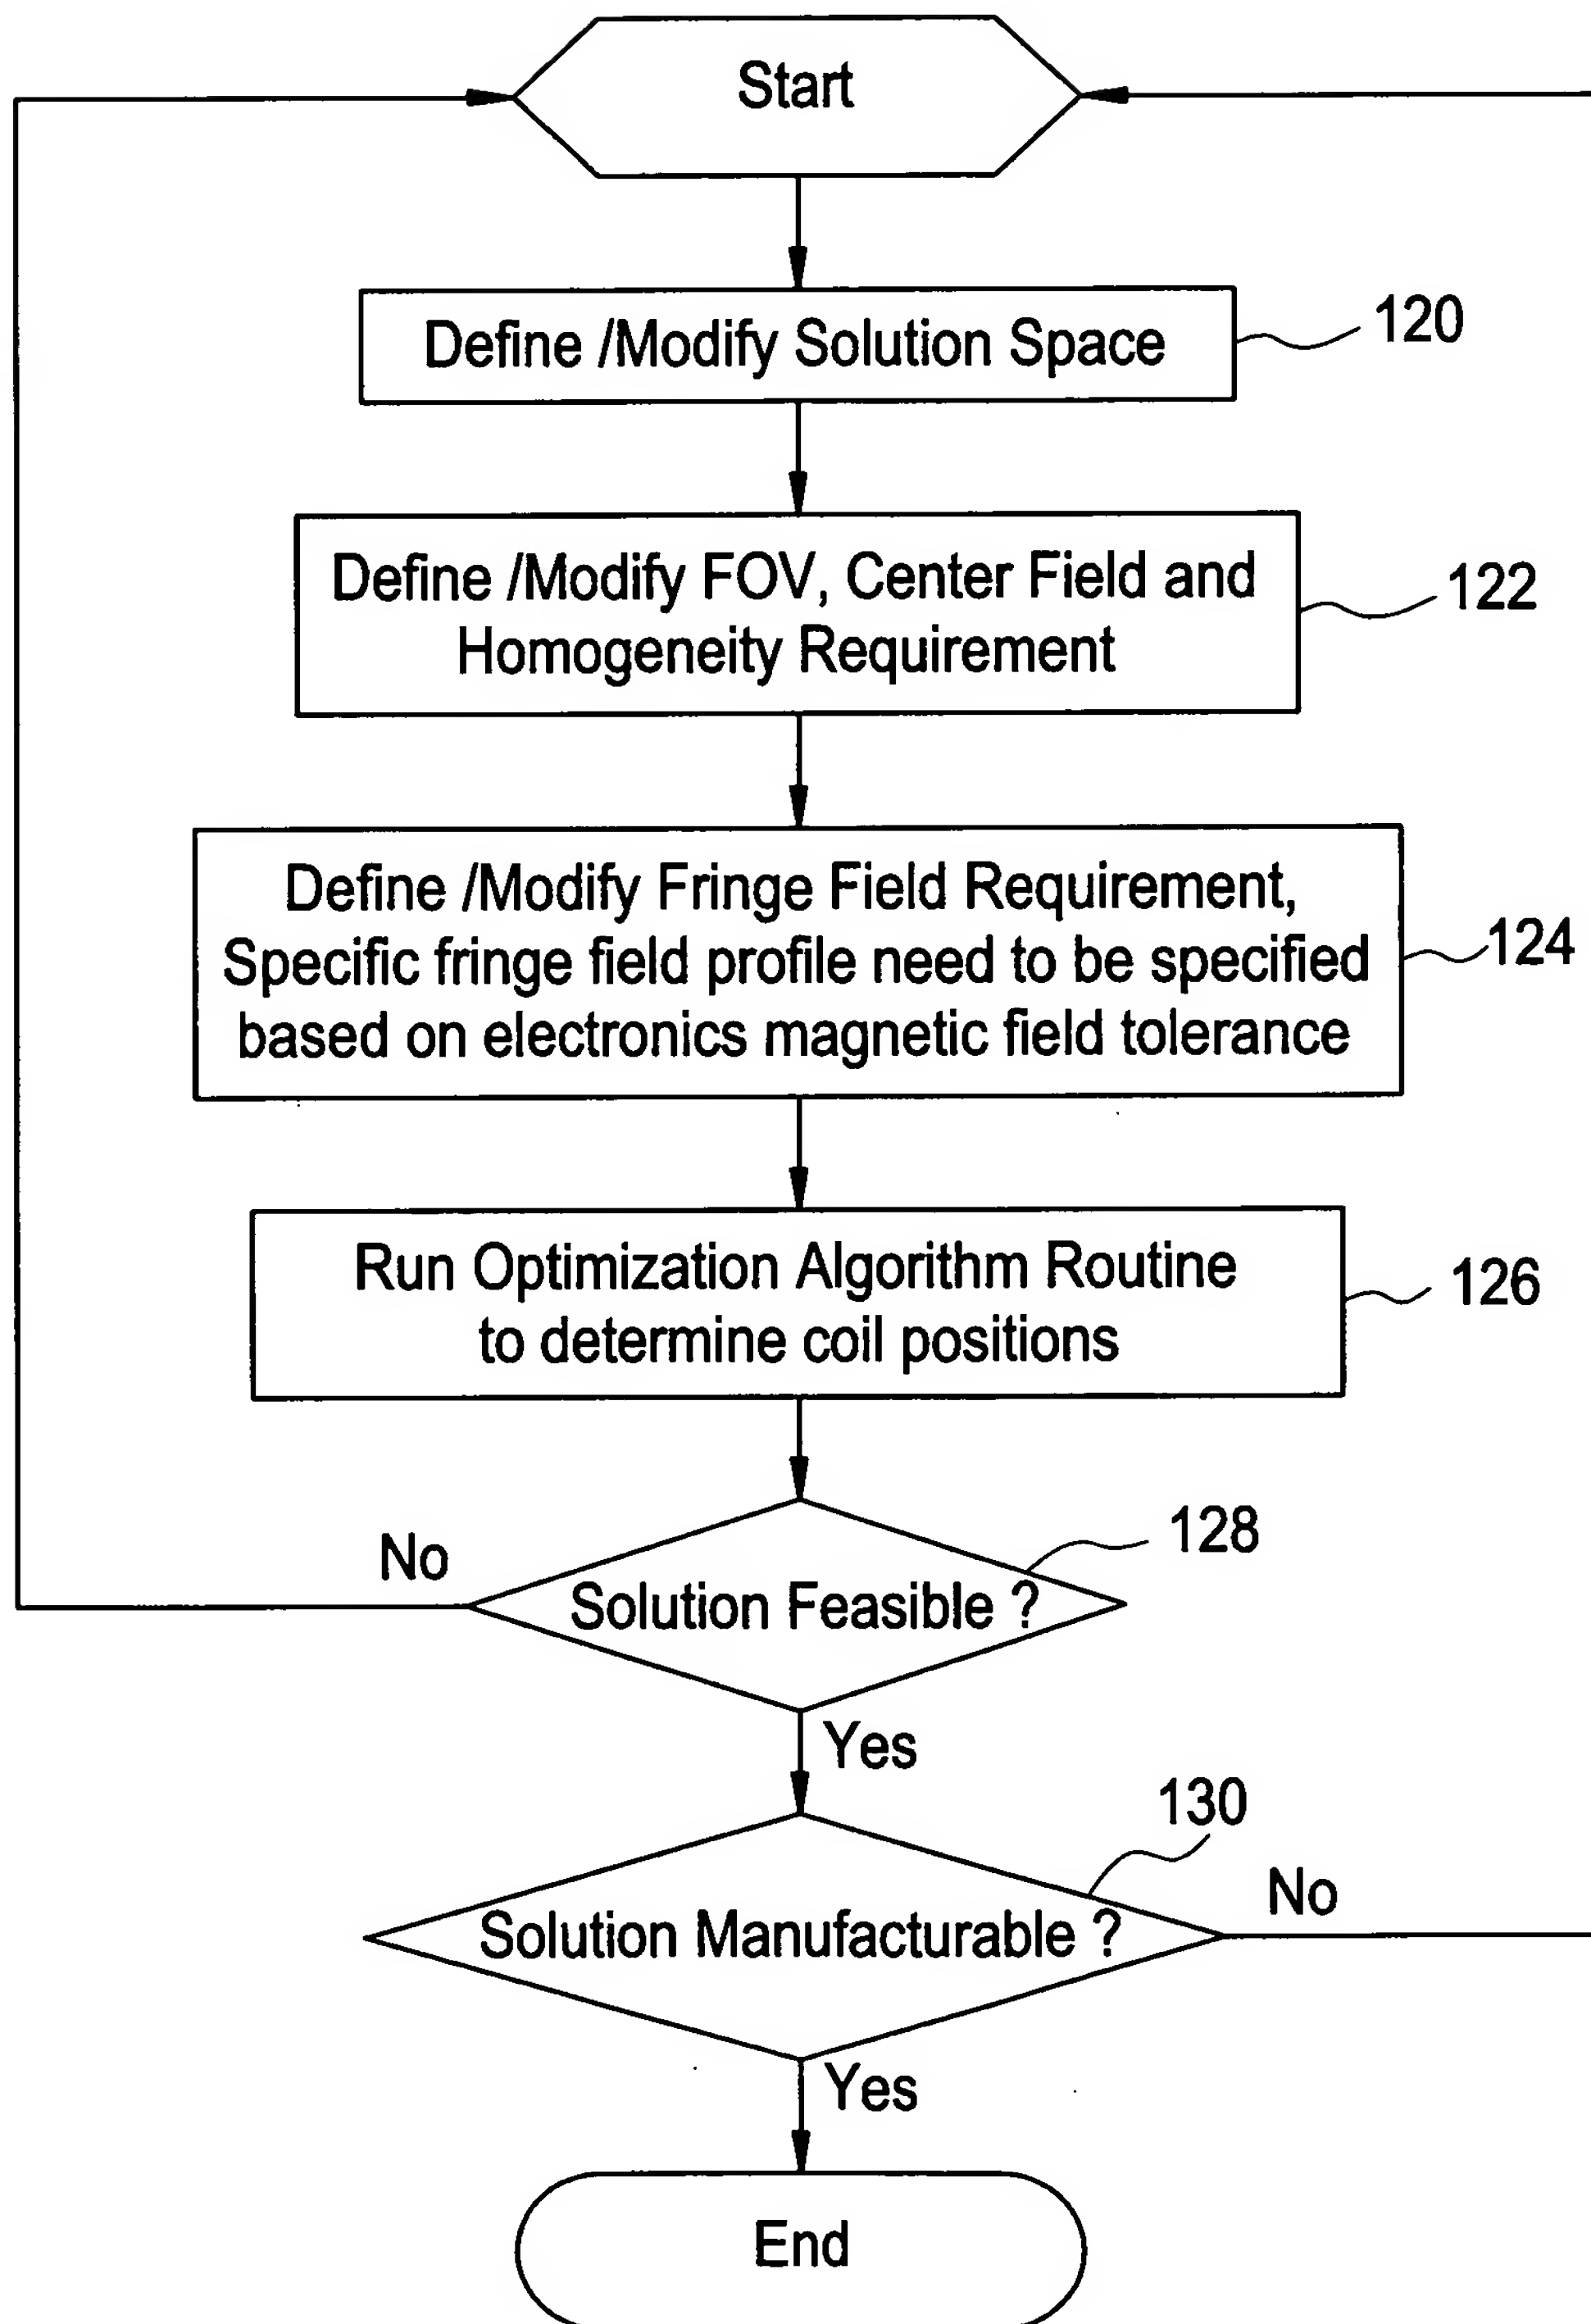 Start
Define /Modify Solution Space
120
Define /Modify FOV, Center Field and
Homogeneity Requirement
122
Define /Modify Fringe Field Requirement,
Specific fringe field profile need to be specified
based on electronics magnetic field tolerance
124
Run Optimization Algorithm Routine
to determine coil positions
126
No
128
Solution Feasible ?
Yes
130
No
Solution Manufacturable ?
Yes
End